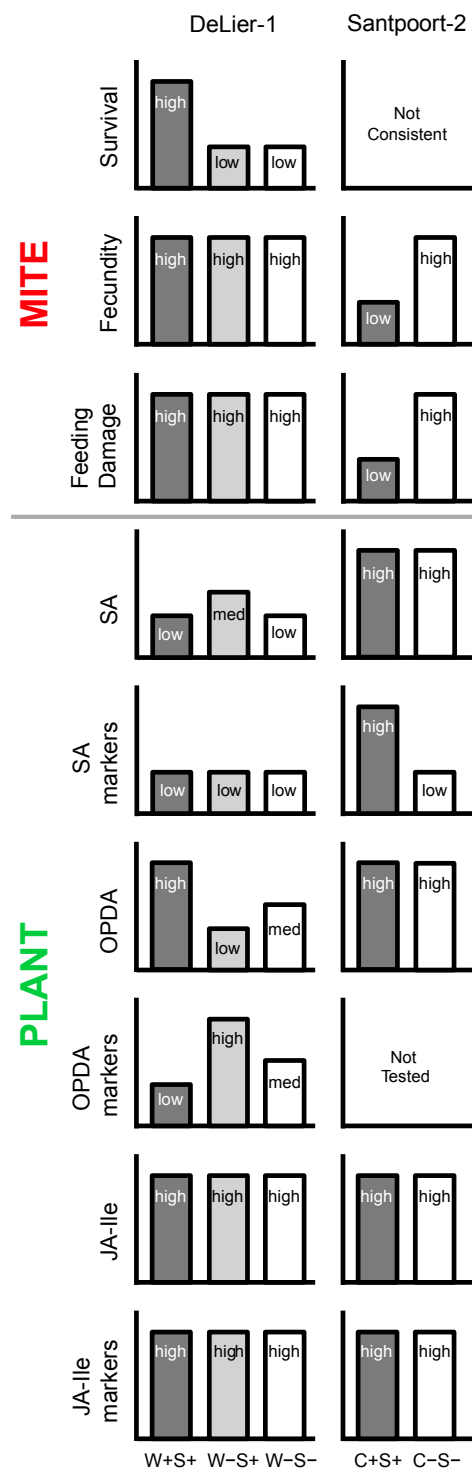 DeLier-1 Santpoort-2
MITE
Survival
high low low
Not
Consistent
Fecundity
high high high
low high
Feeding
Damage
high high high
low high
PLANT
SA
low med low
high high
SA
markers
low low low
high low
OPDA
high low med
high high
OPDA
markers
low high med
Not
Tested
JA-Ile
high high high
high high
JA-Ile
markers
high high high
high high
W+S+ W−S+ W−S− C+S+ C−S−